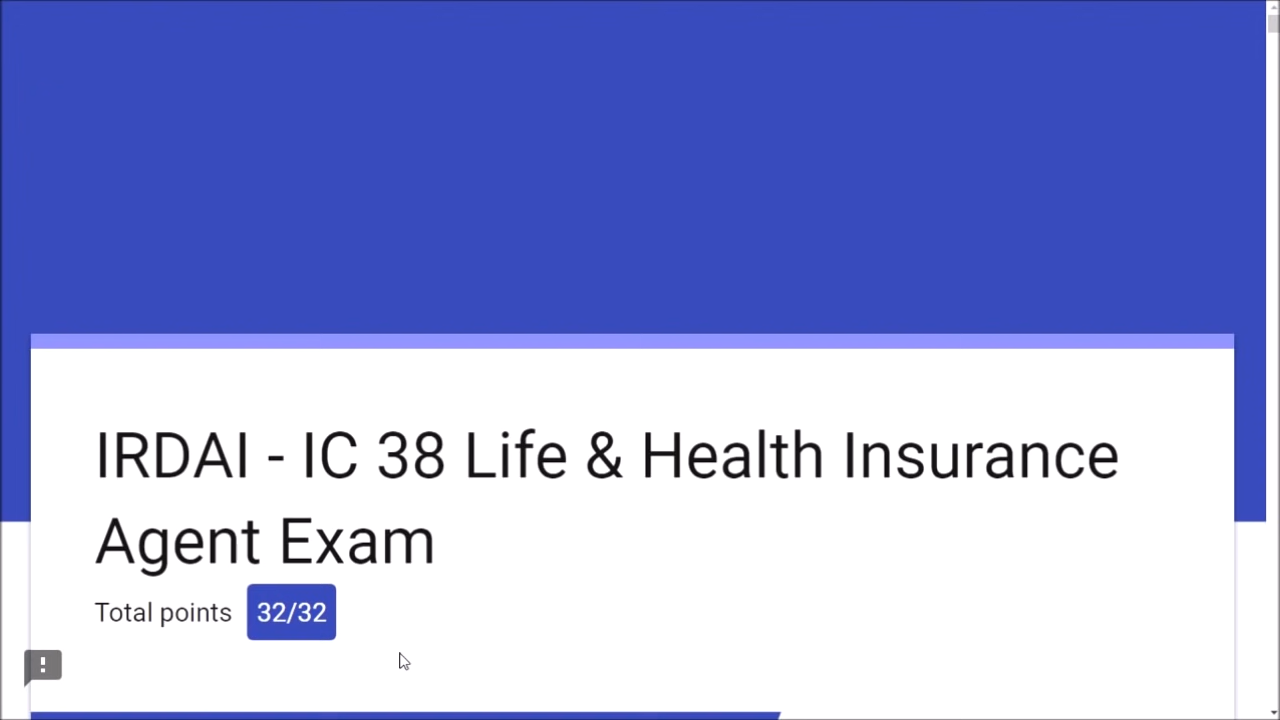 IRDAI - IC 38 Life & Health Insurance
Agent Exam
Total points 32/32